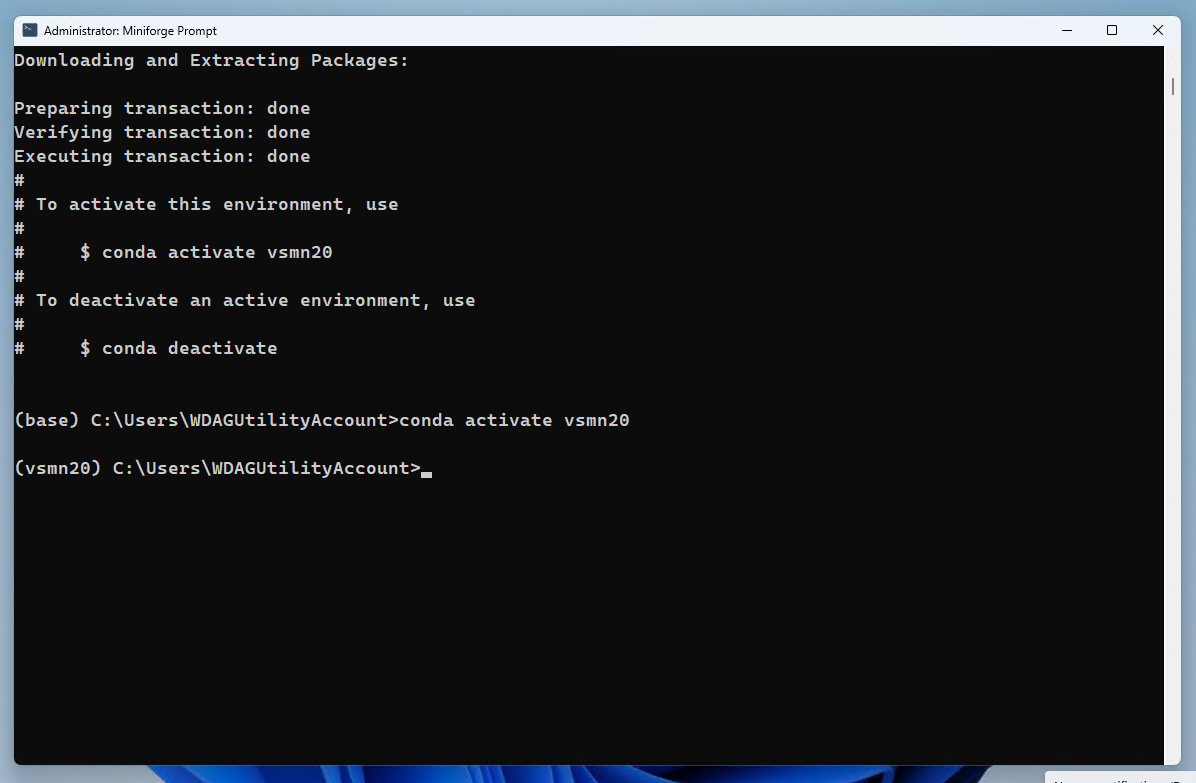 Administrator: Miniforge Prompt
Downloading and Extracting Packages:
Preparing transaction: done
Verifying transaction: done
Executing transaction: done
#
# To activate this environment, use
#
#     $ conda activate vsmn20
#
# To deactivate an active environment, use
#
#     $ conda deactivate
(base) C:\Users\WDAGUtilityAccount>conda activate vsmn20
(vsmn20) C:\Users\WDAGUtilityAccount>